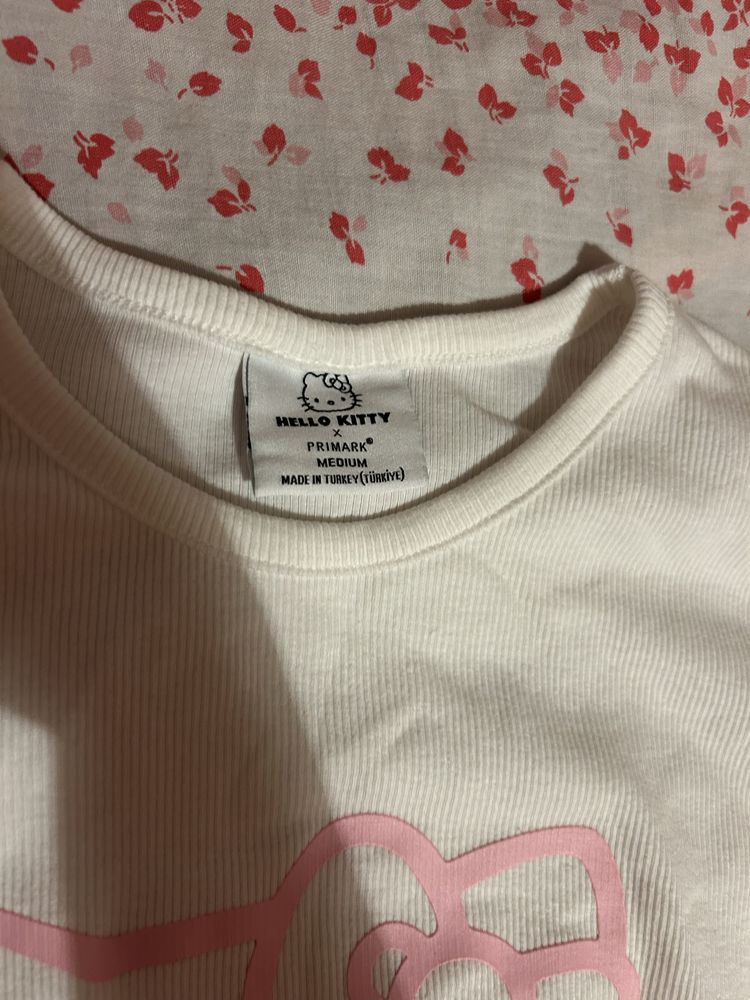 HELLO KITTY
X
PRIMARK®
MEDIUM
MADE IN TURKEY (TÜRKİYE)